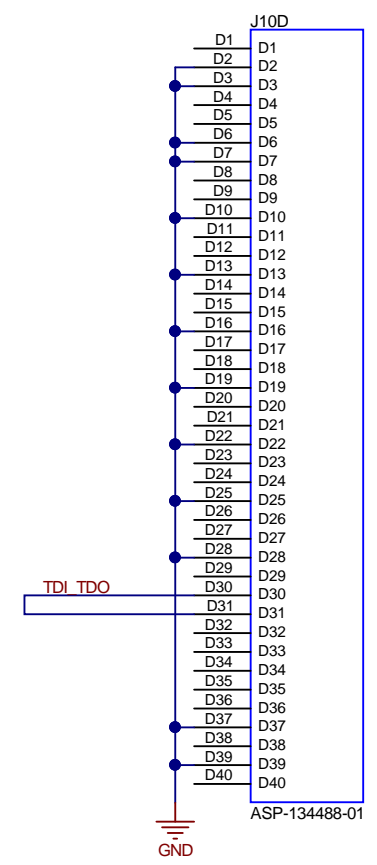 J10D
D1 D1
D2 D2
D3 D3
D4 D4
D5 D5
D6 D6
D7 D7
D8 D8
D9 D9
D10 D10
D11 D11
D12 D12
D13 D13
D14 D14
D15 D15
D16 D16
D17 D17
D18 D18
D19 D19
D20 D20
D21 D21
D22 D22
D23 D23
D24 D24
D25 D25
D26 D26
D27 D27
D28 D28
D29 D29
TDI_TDO D30 D30
D31 D31
D32 D32
D33 D33
D34 D34
D35 D35
D36 D36
D37 D37
D38 D38
D39 D39
D40 D40
ASP-134488-01
GND